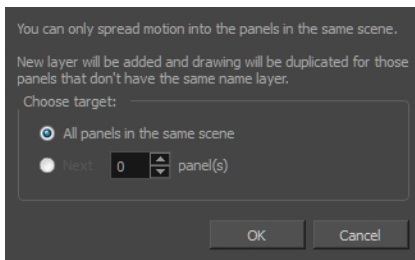 You can only spread motion into the panels in the same scene.
New layer will be added and drawing will be duplicated for those
panels that don't have the same name layer.
Choose target:
All panels in the same scene
Next 0 panel(s)
OK Cancel